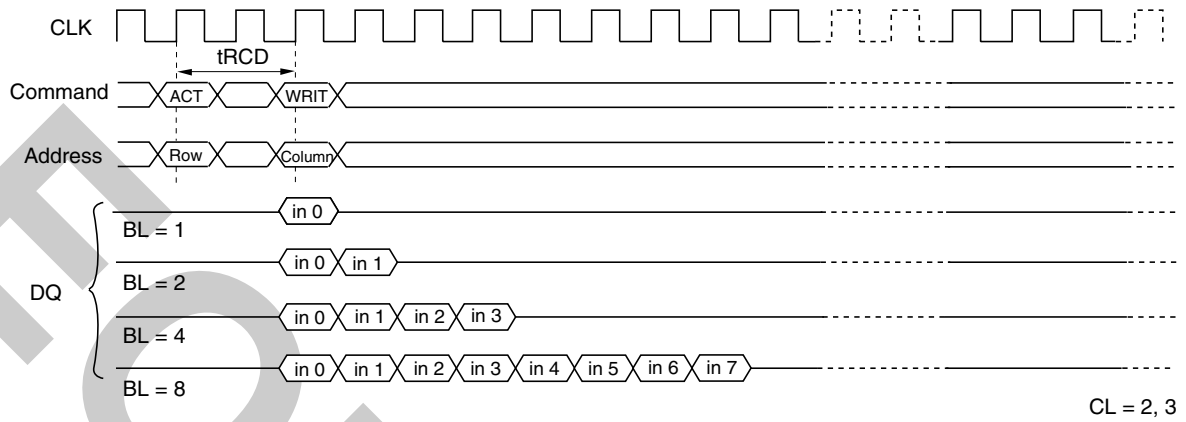 CLK
tRCD
Command ACT WRIT
Address Row Column
in 0
BL = 1
in 0 in 1
BL = 2
DQ
in 0 in 1 in 2 in 3
BL = 4
in 0 in 1 in 2 in 3 in 4 in 5 in 6 in 7
BL = 8
CL = 2, 3